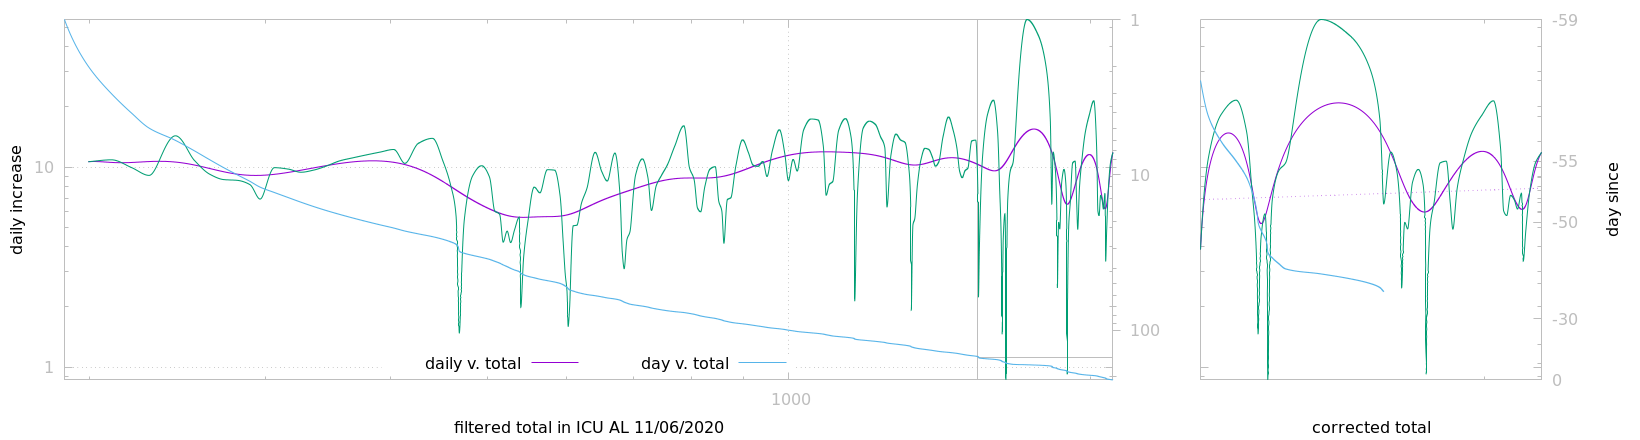 daily increase
10
1
daily v. total
day v. total
1000
filtered total in ICU AL 11/06/2020
1
10
100
corrected total
-59
-55
-50
-30
0
day since